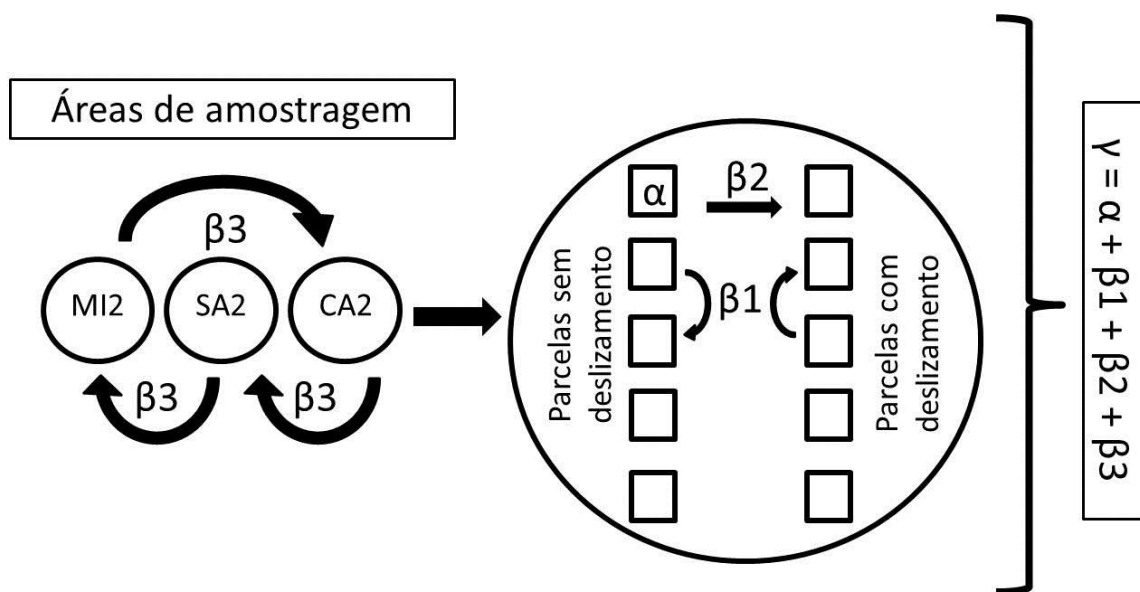 Áreas de amostragem
β3
MI2
SA2
CA2
β3
β3
Parcelas sem
deslizamento
α
β2
β1
Parcelas com
deslizamento
γ = α + β1 + β2 + β3